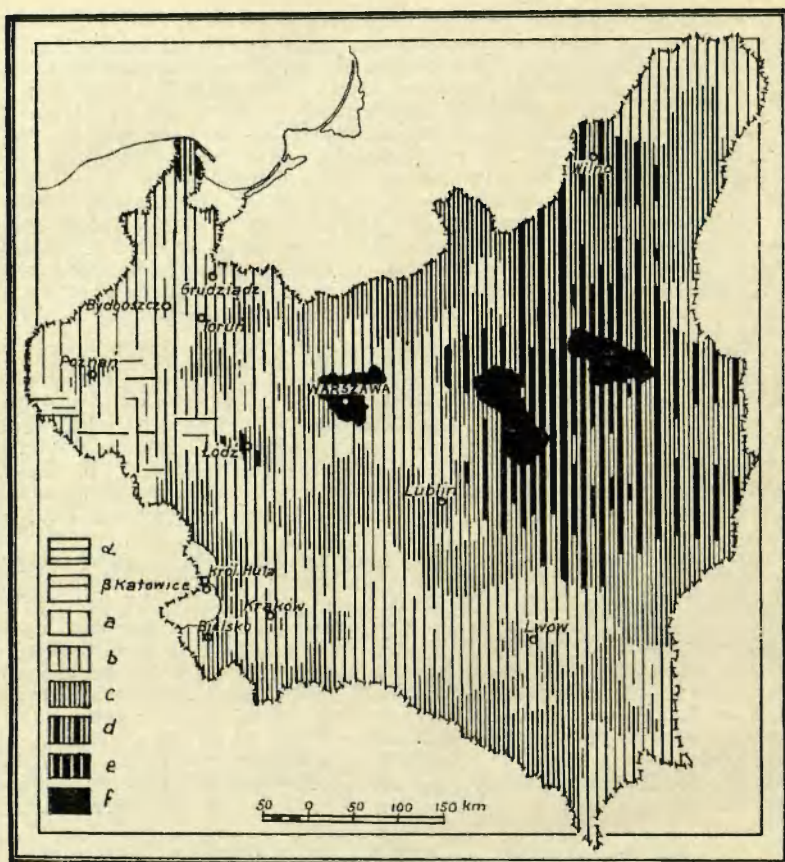 Wilno
Grudziądz
Bydgoszcz
Toruń
Poznań
WARSZAWA
Łódź
Lublin
α
Król. Huta
β Katowice
a
Kraków
b
Bielsko
Lwów
c
d
e
f
50 0 50 100 150 km